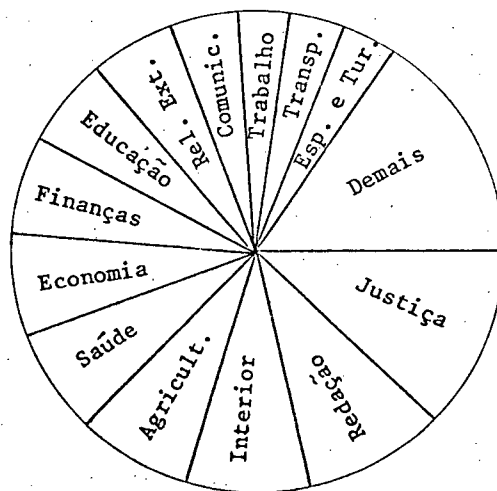 Demais
Justiça
Redação
Interior
Agricult.
Saúde
Economia
Finanças
Educação
Rel. Ext.
Comunic.
Trabalho
Transp.
Esp. e Tur.